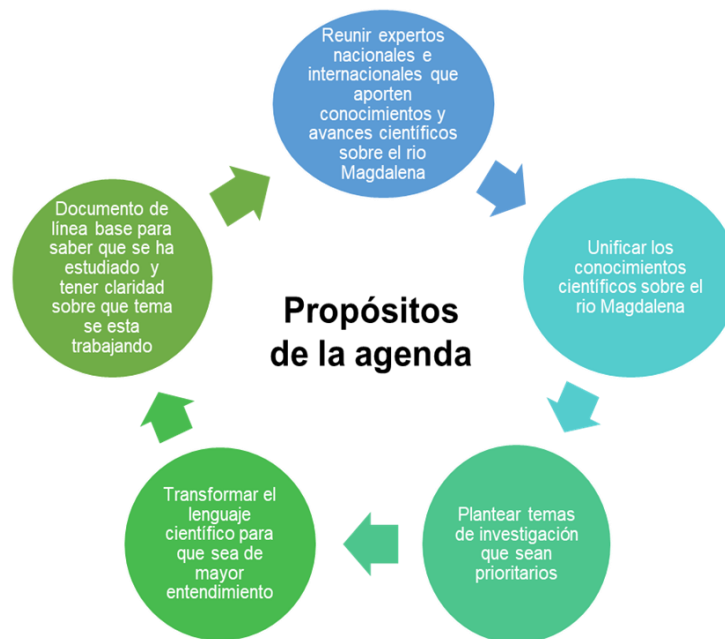 Reunir expertos
nacionales e
internacionales que
aporten
conocimientos y
avances científicos
sobre el rio
Magdalena
Unificar los
conocimientos
científicos sobre el
rio Magdalena
Plantear temas
de investigación
que sean
prioritarios
Transformar el
lenguaje
científico para
que sea de
mayor
entendimiento
Documento de
línea base para
saber que se ha
estudiado y
tener claridad
sobre que tema
se esta
trabajando
Propósitos
de la agenda